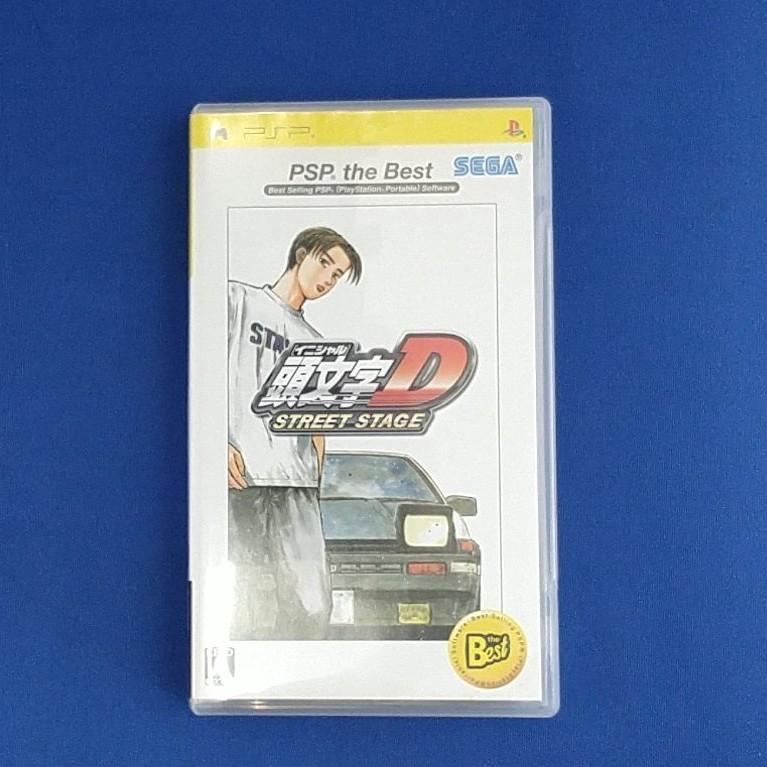 PSP®
PSP® the Best
SEGA®
Best Selling PSP® (PlayStation® Portable) Software
STA
イニシャル
頭文字D
STREET STAGE
the
Best